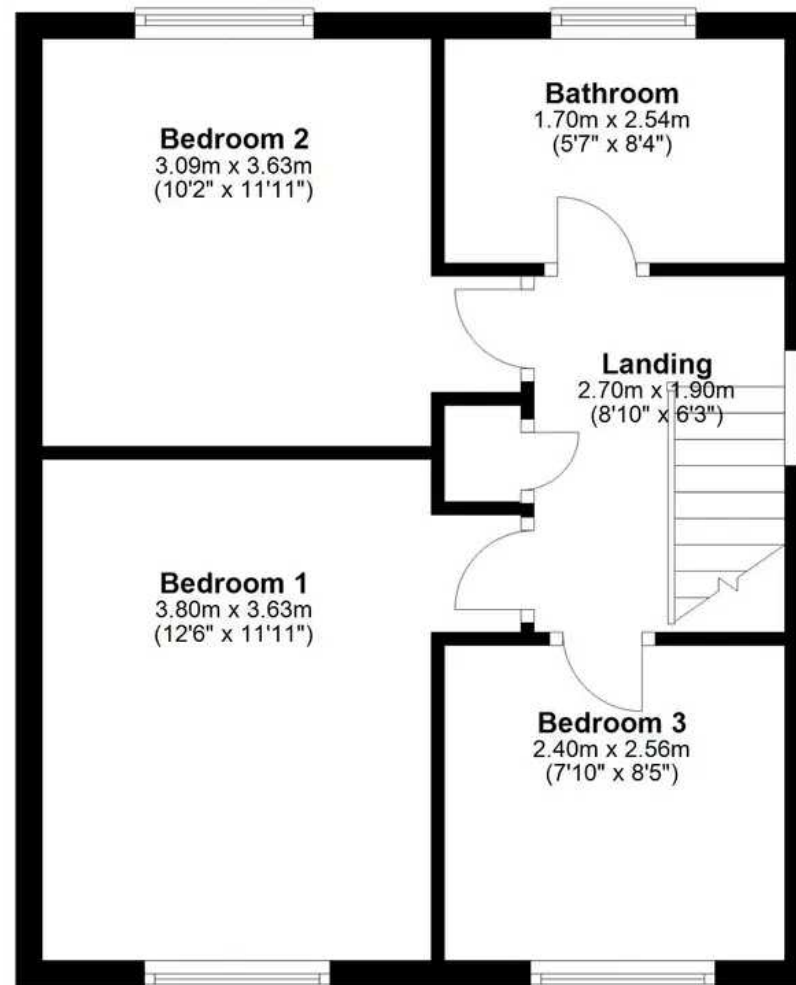 Bedroom 2
3.09m x 3.63m
(10'2" x 11'11")
Bathroom
1.70m x 2.54m
(5'7" x 8'4")
Landing
2.70m x 1.90m
(8'10" x 6'3")
Bedroom 1
3.80m x 3.63m
(12'6" x 11'11")
Bedroom 3
2.40m x 2.56m
(7'10" x 8'5")